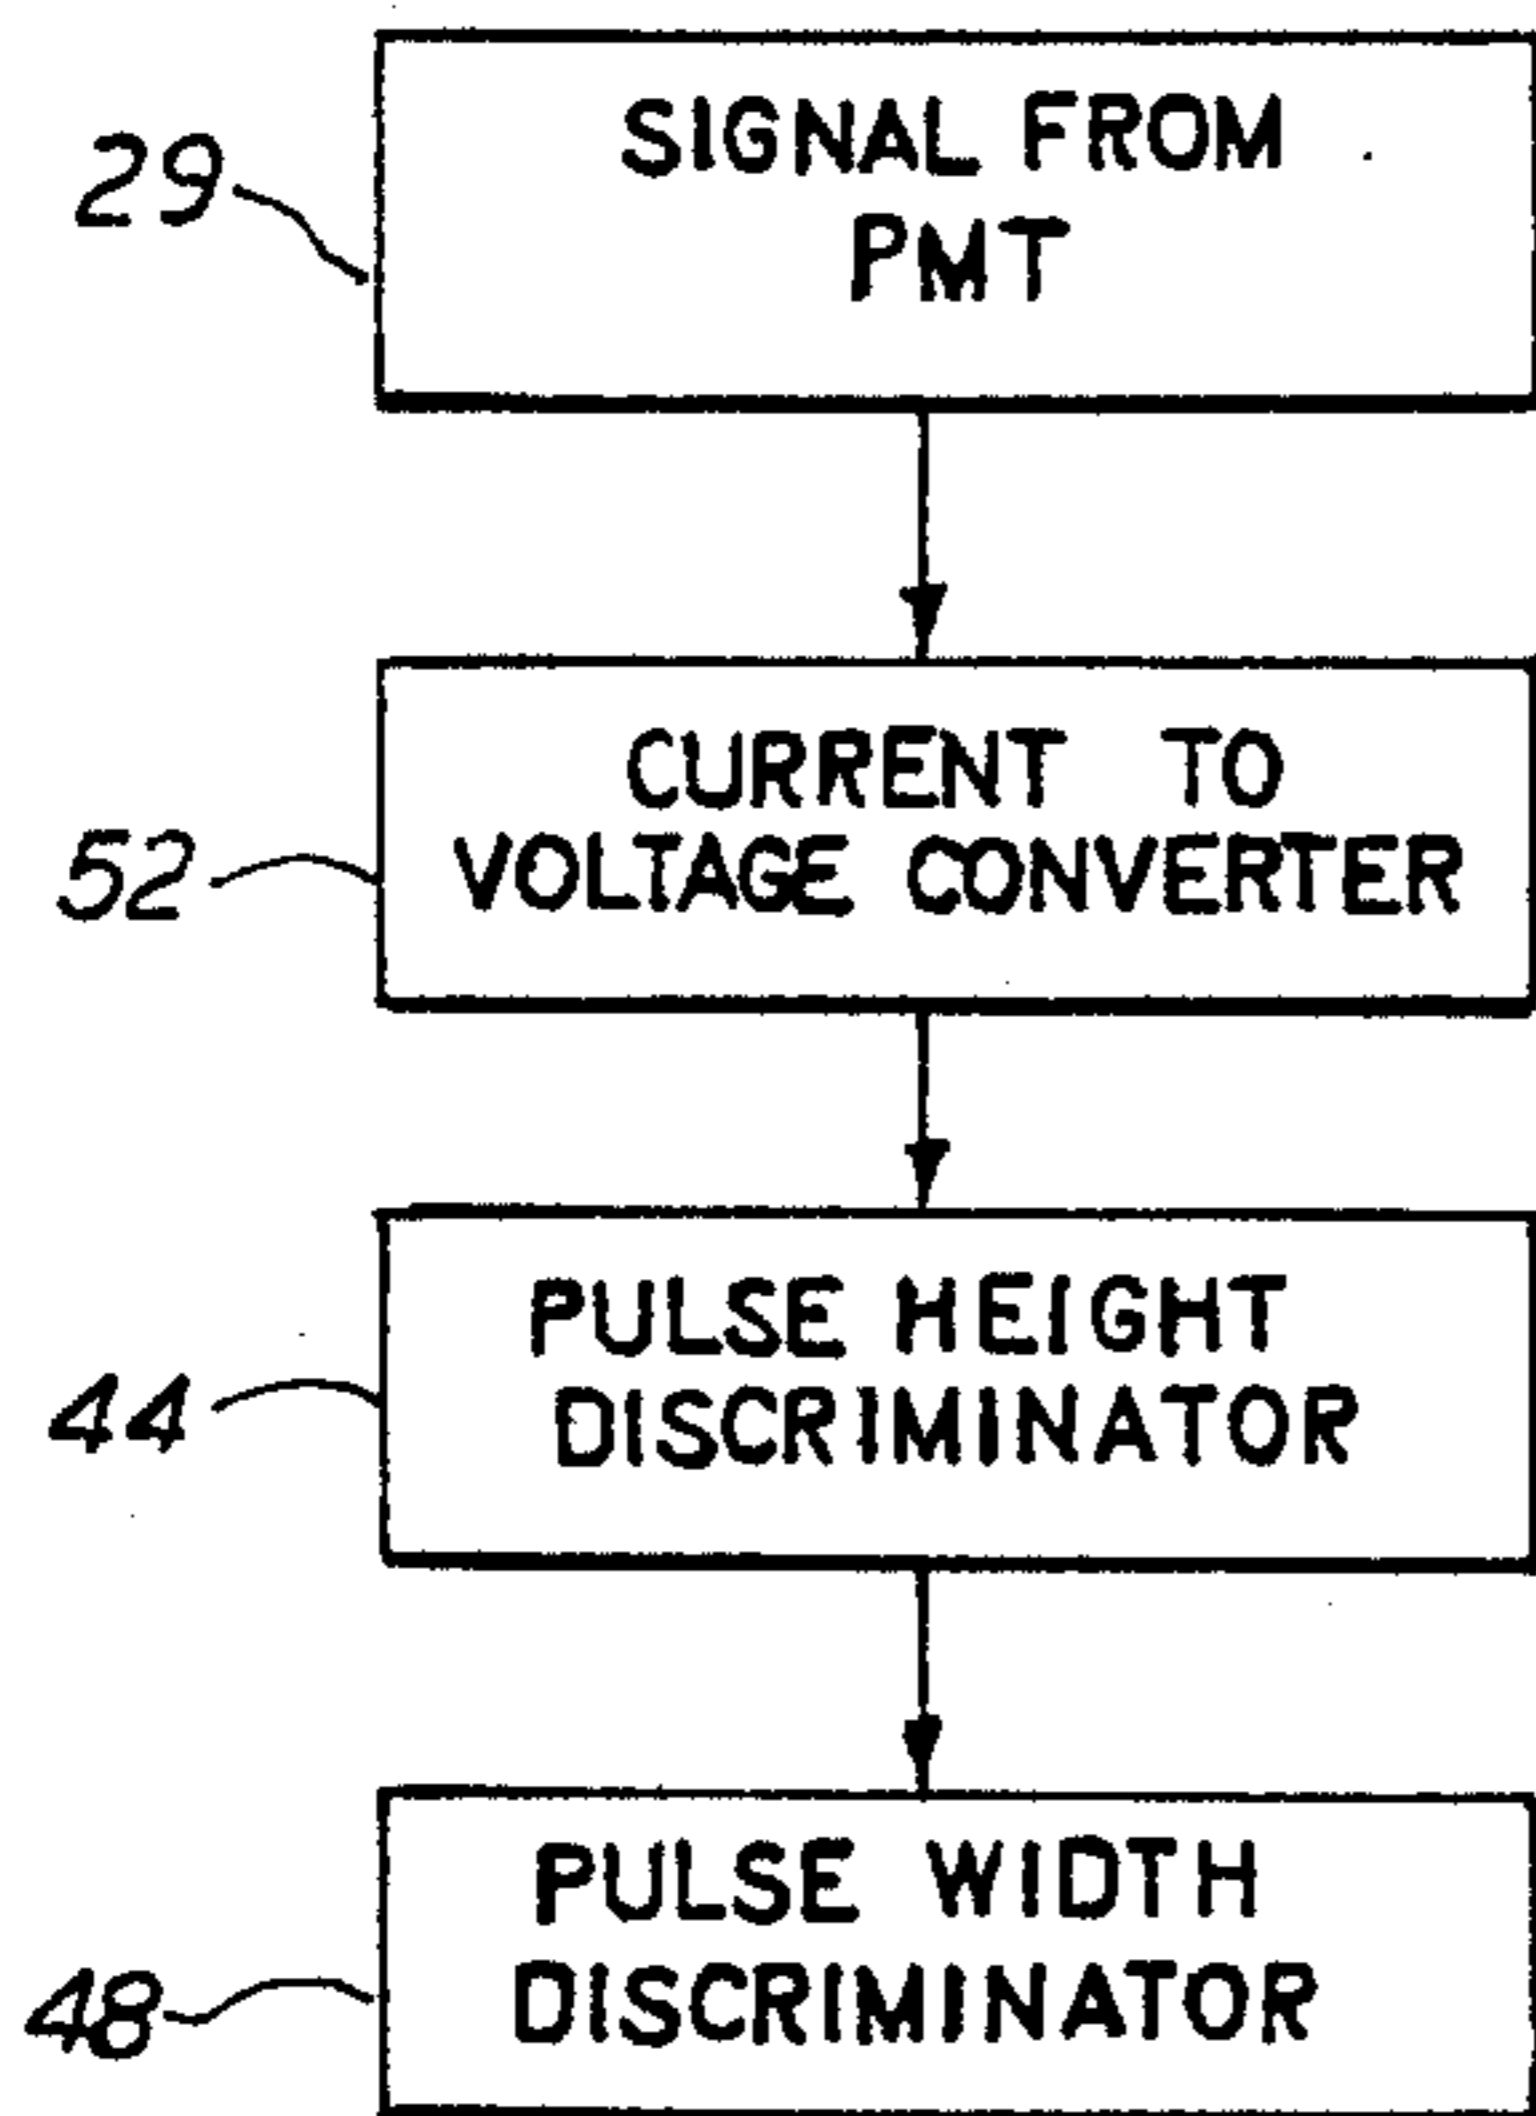 SIGNAL FROM
PMT
29
CURRENT TO
VOLTAGE CONVERTER
52
PULSE HEIGHT
DISCRIMINATOR
44
PULSE WIDTH
DISCRIMINATOR
48